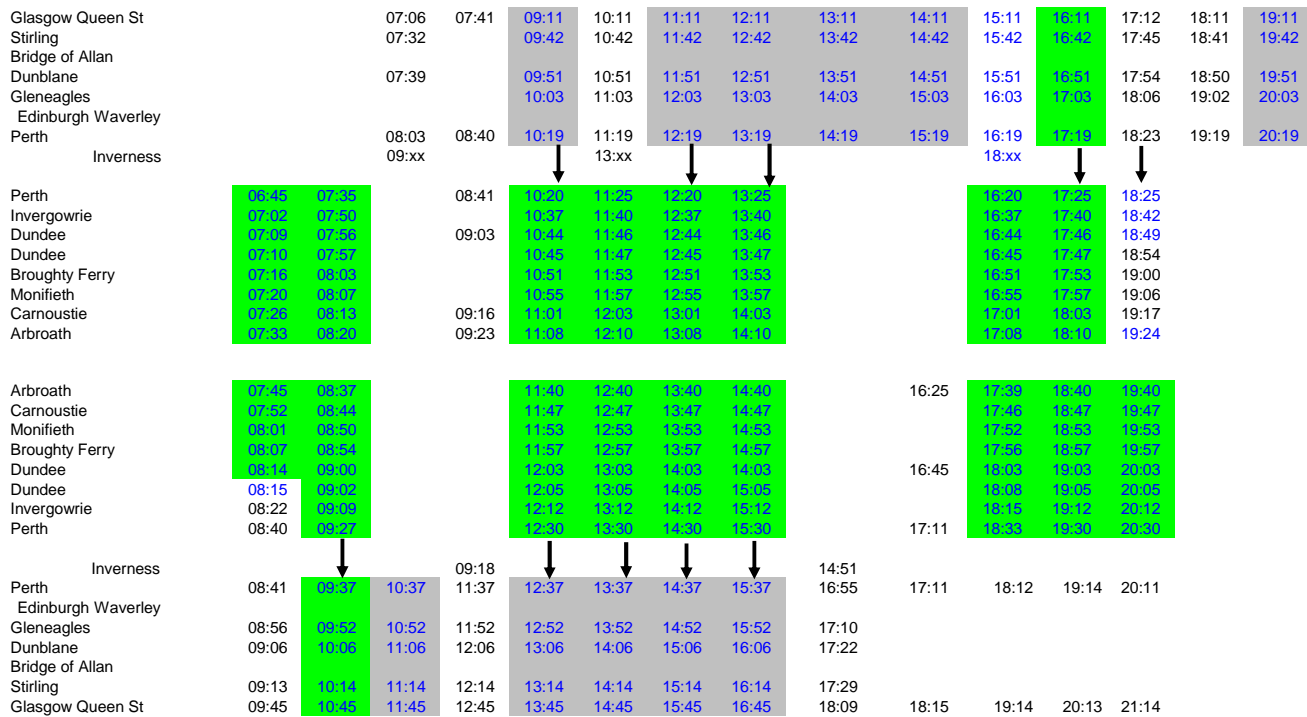 Glasgow Queen St 07:06 07:41 09:11 10:11 11:11 12:11 13:11 14:11 15:11 16:11 17:12 18:11 19:11
Stirling 07:32 09:42 10:42 11:42 12:42 13:42 14:42 15:42 16:42 17:45 18:41 19:42
Bridge of Allan
Dunblane 07:39 09:51 10:51 11:51 12:51 13:51 14:51 15:51 16:51 17:54 18:50 19:51
Gleneagles 10:03 11:03 12:03 13:03 14:03 15:03 16:03 17:03 18:06 19:02 20:03
Edinburgh Waverley
Perth 08:03 08:40 10:19 11:19 12:19 13:19 14:19 15:19 16:19 17:19 18:23 19:19 20:19
Inverness 09:xx 13:xx 18:xx
Perth 06:45 07:35 08:41 10:20 11:25 12:20 13:25 16:20 17:25 18:25
Invergowrie 07:02 07:50 10:37 11:40 12:37 13:40 16:37 17:40 18:42
Dundee 07:09 07:56 09:03 10:44 11:46 12:44 13:46 16:44 17:46 18:49
Dundee 07:10 07:57 10:45 11:47 12:45 13:47 16:45 17:47 18:54
Broughty Ferry 07:16 08:03 10:51 11:53 12:51 13:53 16:51 17:53 19:00
Monifieth 07:20 08:07 10:55 11:57 12:55 13:57 16:55 17:57 19:06
Carnoustie 07:26 08:13 09:16 11:01 12:03 13:01 14:03 17:01 18:03 19:17
Arbroath 07:33 08:20 09:23 11:08 12:10 13:08 14:10 17:08 18:10 19:24
Arbroath 07:45 08:37 11:40 12:40 13:40 14:40 16:25 17:39 18:40 19:40
Carnoustie 07:52 08:44 11:47 12:47 13:47 14:47 17:46 18:47 19:47
Monifieth 08:01 08:50 11:53 12:53 13:53 14:53 17:52 18:53 19:53
Broughty Ferry 08:07 08:54 11:57 12:57 13:57 14:57 17:56 18:57 19:57
Dundee 08:14 09:00 12:03 13:03 14:03 14:03 16:45 18:03 19:03 20:03
Dundee 08:15 09:02 12:05 13:05 14:05 15:05 18:08 19:05 20:05
Invergowrie 08:22 09:09 12:12 13:12 14:12 15:12 18:15 19:12 20:12
Perth 08:40 09:27 12:30 13:30 14:30 15:30 17:11 18:33 19:30 20:30
Inverness 09:18 14:51
Perth 08:41 09:37 10:37 11:37 12:37 13:37 14:37 15:37 16:55 17:11 18:12 19:14 20:11
Edinburgh Waverley
Gleneagles 08:56 09:52 10:52 11:52 12:52 13:52 14:52 15:52 17:10
Dunblane 09:06 10:06 11:06 12:06 13:06 14:06 15:06 16:06 17:22
Bridge of Allan
Stirling 09:13 10:14 11:14 12:14 13:14 14:14 15:14 16:14 17:29
Glasgow Queen St 09:45 10:45 11:45 12:45 13:45 14:45 15:45 16:45 18:09 18:15 19:14 20:13 21:14